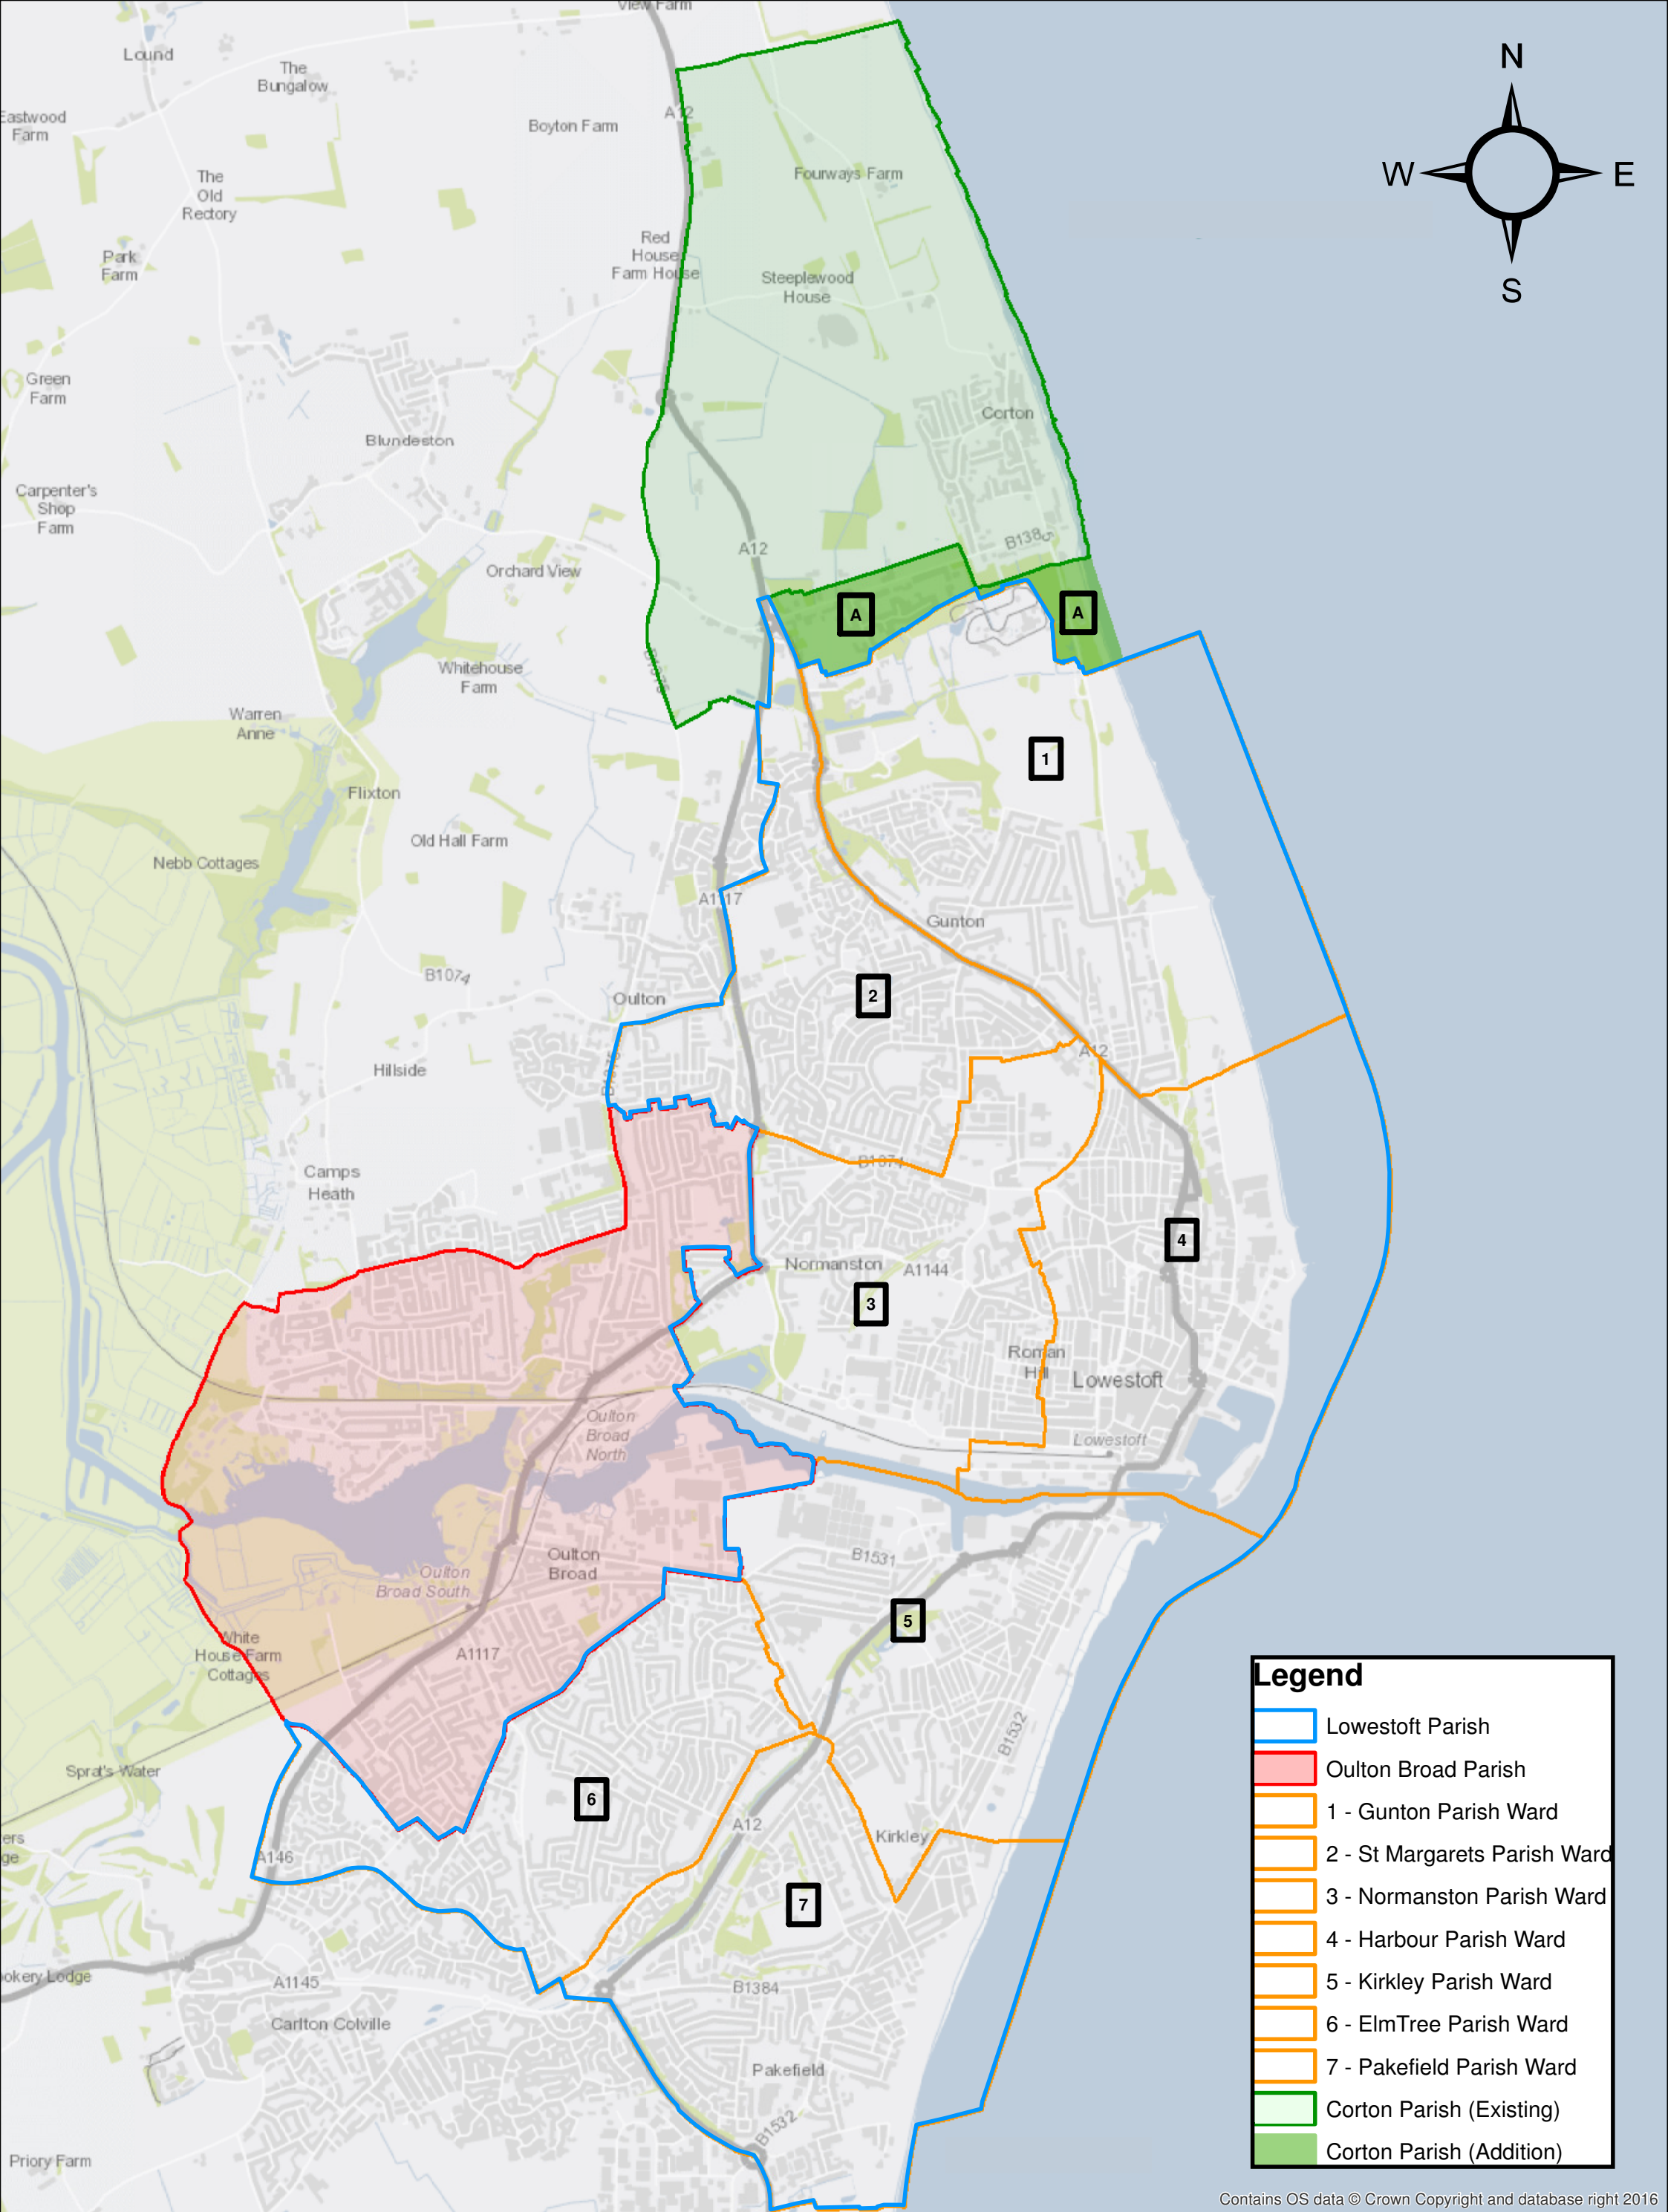 View Farm
Lound
The
Bungalow
N
A12
Eastwood
Farm
Boyton Farm
W
E
Fourways Farm
The
Old
Rectory
Red
House
Farm House
Park
Farm
Steeplewood
House
S
Green
Farm
Corton
Blundeston
Carpenter's
Shop
Farm
B1385
A12
Orchard View
A
A
Whitehouse
Farm
Warren
Anne
1
Flixton
Old Hall Farm
Nebb Cottages
A1117
Gunton
B1074
2
Oulton
A12
Hillside
B1074
Camps
Heath
4
Normanston
A1144
3
Roman
Hill
Lowestoft
Oulton
Broad
North
Lowestoft
B1531
Oulton
Broad
Oulton
Broad South
5
White
House Farm
Cottages
A1117
B1532
Sprat's Water
6
A12
Kirkley
A146
7
A1145
B1384
Carlton Colville
Pakefield
B1532
Priory Farm
Legend
Lowestoft Parish
Oulton Broad Parish
1 - Gunton Parish Ward
2 - St Margarets Parish Ward
3 - Normanston Parish Ward
4 - Harbour Parish Ward
5 - Kirkley Parish Ward
6 - ElmTree Parish Ward
7 - Pakefield Parish Ward
Corton Parish (Existing)
Corton Parish (Addition)
Contains OS data © Crown Copyright and database right 2016